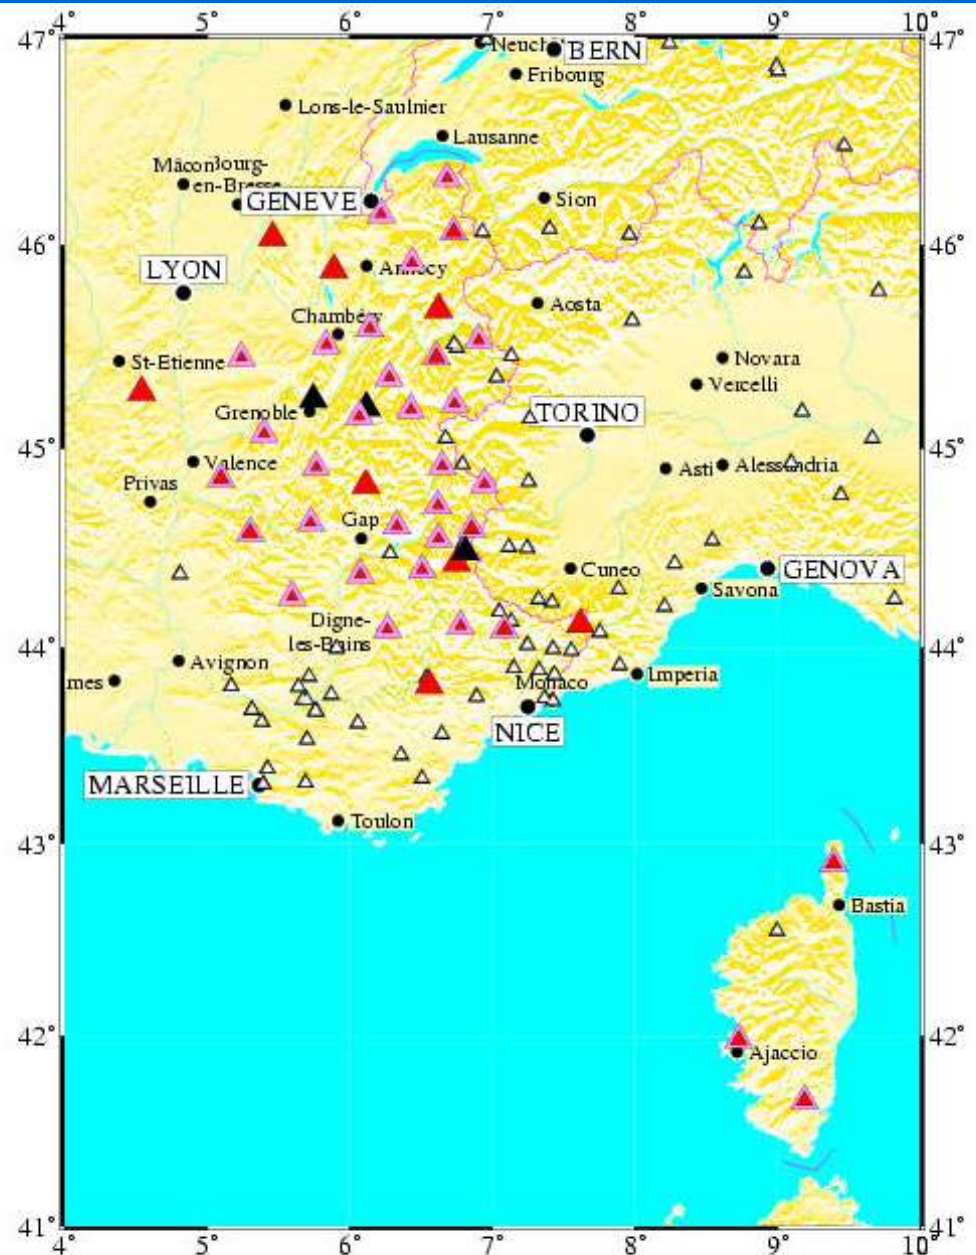 4° 5° 6° 7° 8° 9° 10°
47° 47°
BERN
Fribourg
Lons-le-Saulnier
Lausanne
Mâcon
en-Bresse
GENEVE
Sion
46° 46°
Annecy
LYON
Aosta
Chambéry
St-Etienne
Novara
Vercelli
Grenoble
TORINO
45° 45°
Valence
Asti
Alessandria
Privas
Gap
Cuneo
GENOVA
Savona
Digne-
les-Bains
44° 44°
Avignon
Imperia
mes
Monaco
NICE
MARSEILLE
Toulon
43° 43°
Bastia
42° 42°
Ajaccio
41° 41°
4° 5° 6° 7° 8° 9° 10°